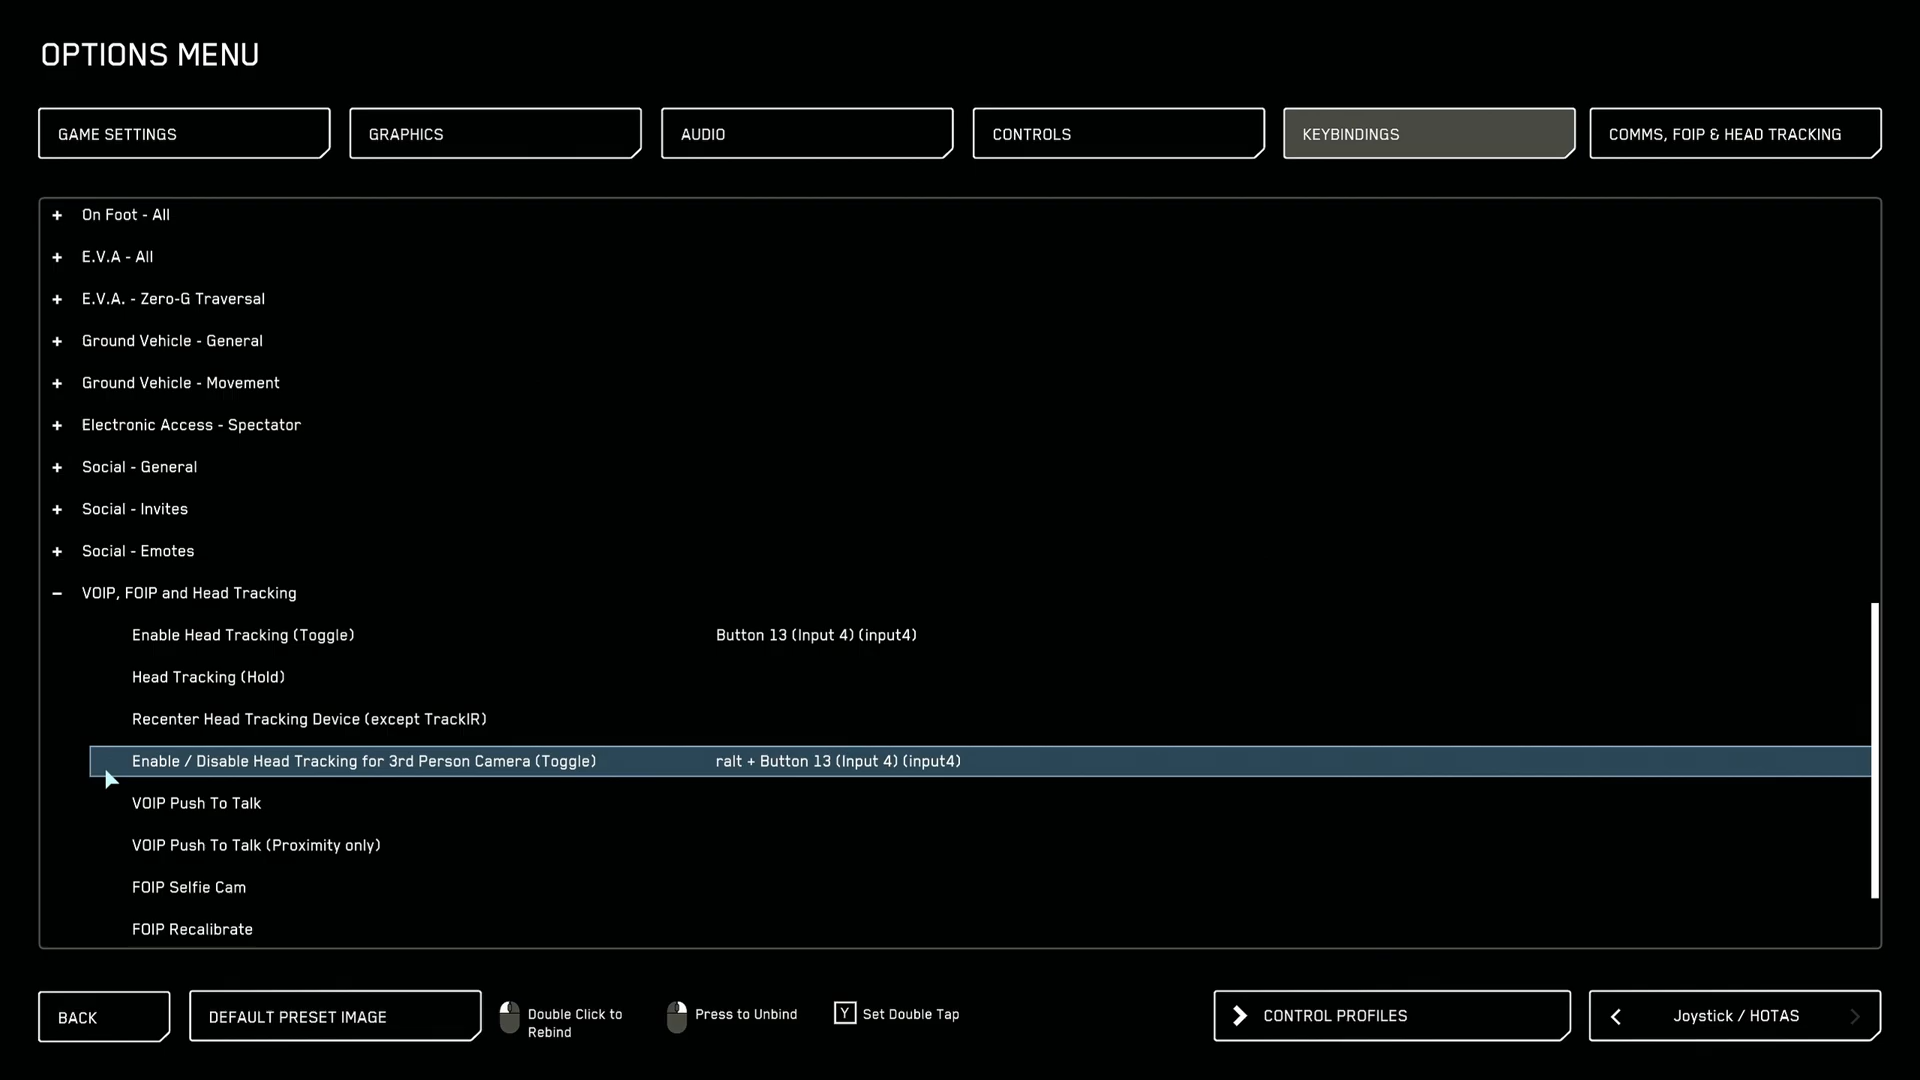 OPTIONS MENU
GAME SETTINGS
GRAPHICS
AUDIO
CONTROLS
KEYBINDINGS
COMMS, FOIP & HEAD TRACKING
+ On Foot - All
+ E.V.A - All
+ E.V.A. - Zero-G Traversal
+ Ground Vehicle - General
+ Ground Vehicle - Movement
+ Electronic Access - Spectator
+ Social - General
+ Social - Invites
+ Social - Emotes
− VOIP, FOIP and Head Tracking
Enable Head Tracking (Toggle) Button 13 (Input 4) (input4)
Head Tracking (Hold)
Recenter Head Tracking Device (except TrackIR)
Enable / Disable Head Tracking for 3rd Person Camera (Toggle) ralt + Button 13 (Input 4) (input4)
VOIP Push To Talk
VOIP Push To Talk (Proximity only)
FOIP Selfie Cam
FOIP Recalibrate
BACK
DEFAULT PRESET IMAGE
Double Click to
Rebind
Press to Unbind
Y Set Double Tap
CONTROL PROFILES
Joystick / HOTAS